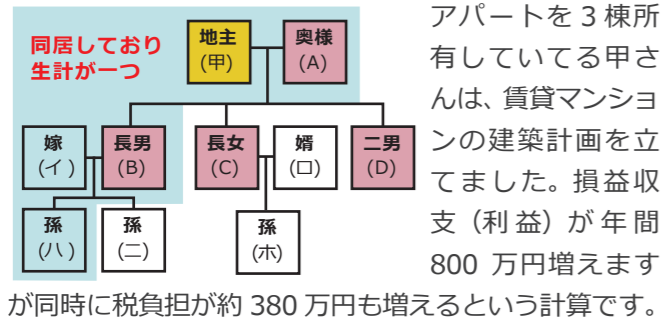 同居しており
生計が一つ
地主
(甲)
奥様
(A)
嫁
(イ)
長男
(B)
長女
(C)
婿
(ロ)
二男
(D)
孫
(ハ)
孫
(ニ)
孫
(ホ)
アパートを3棟所
有していてる甲さ
んは、賃貸マンショ
ンの建築計画を立
てました。損益収
支（利益）が年間
800 万円増えます
が同時に税負担が約 380 万円も増えるという計算です。